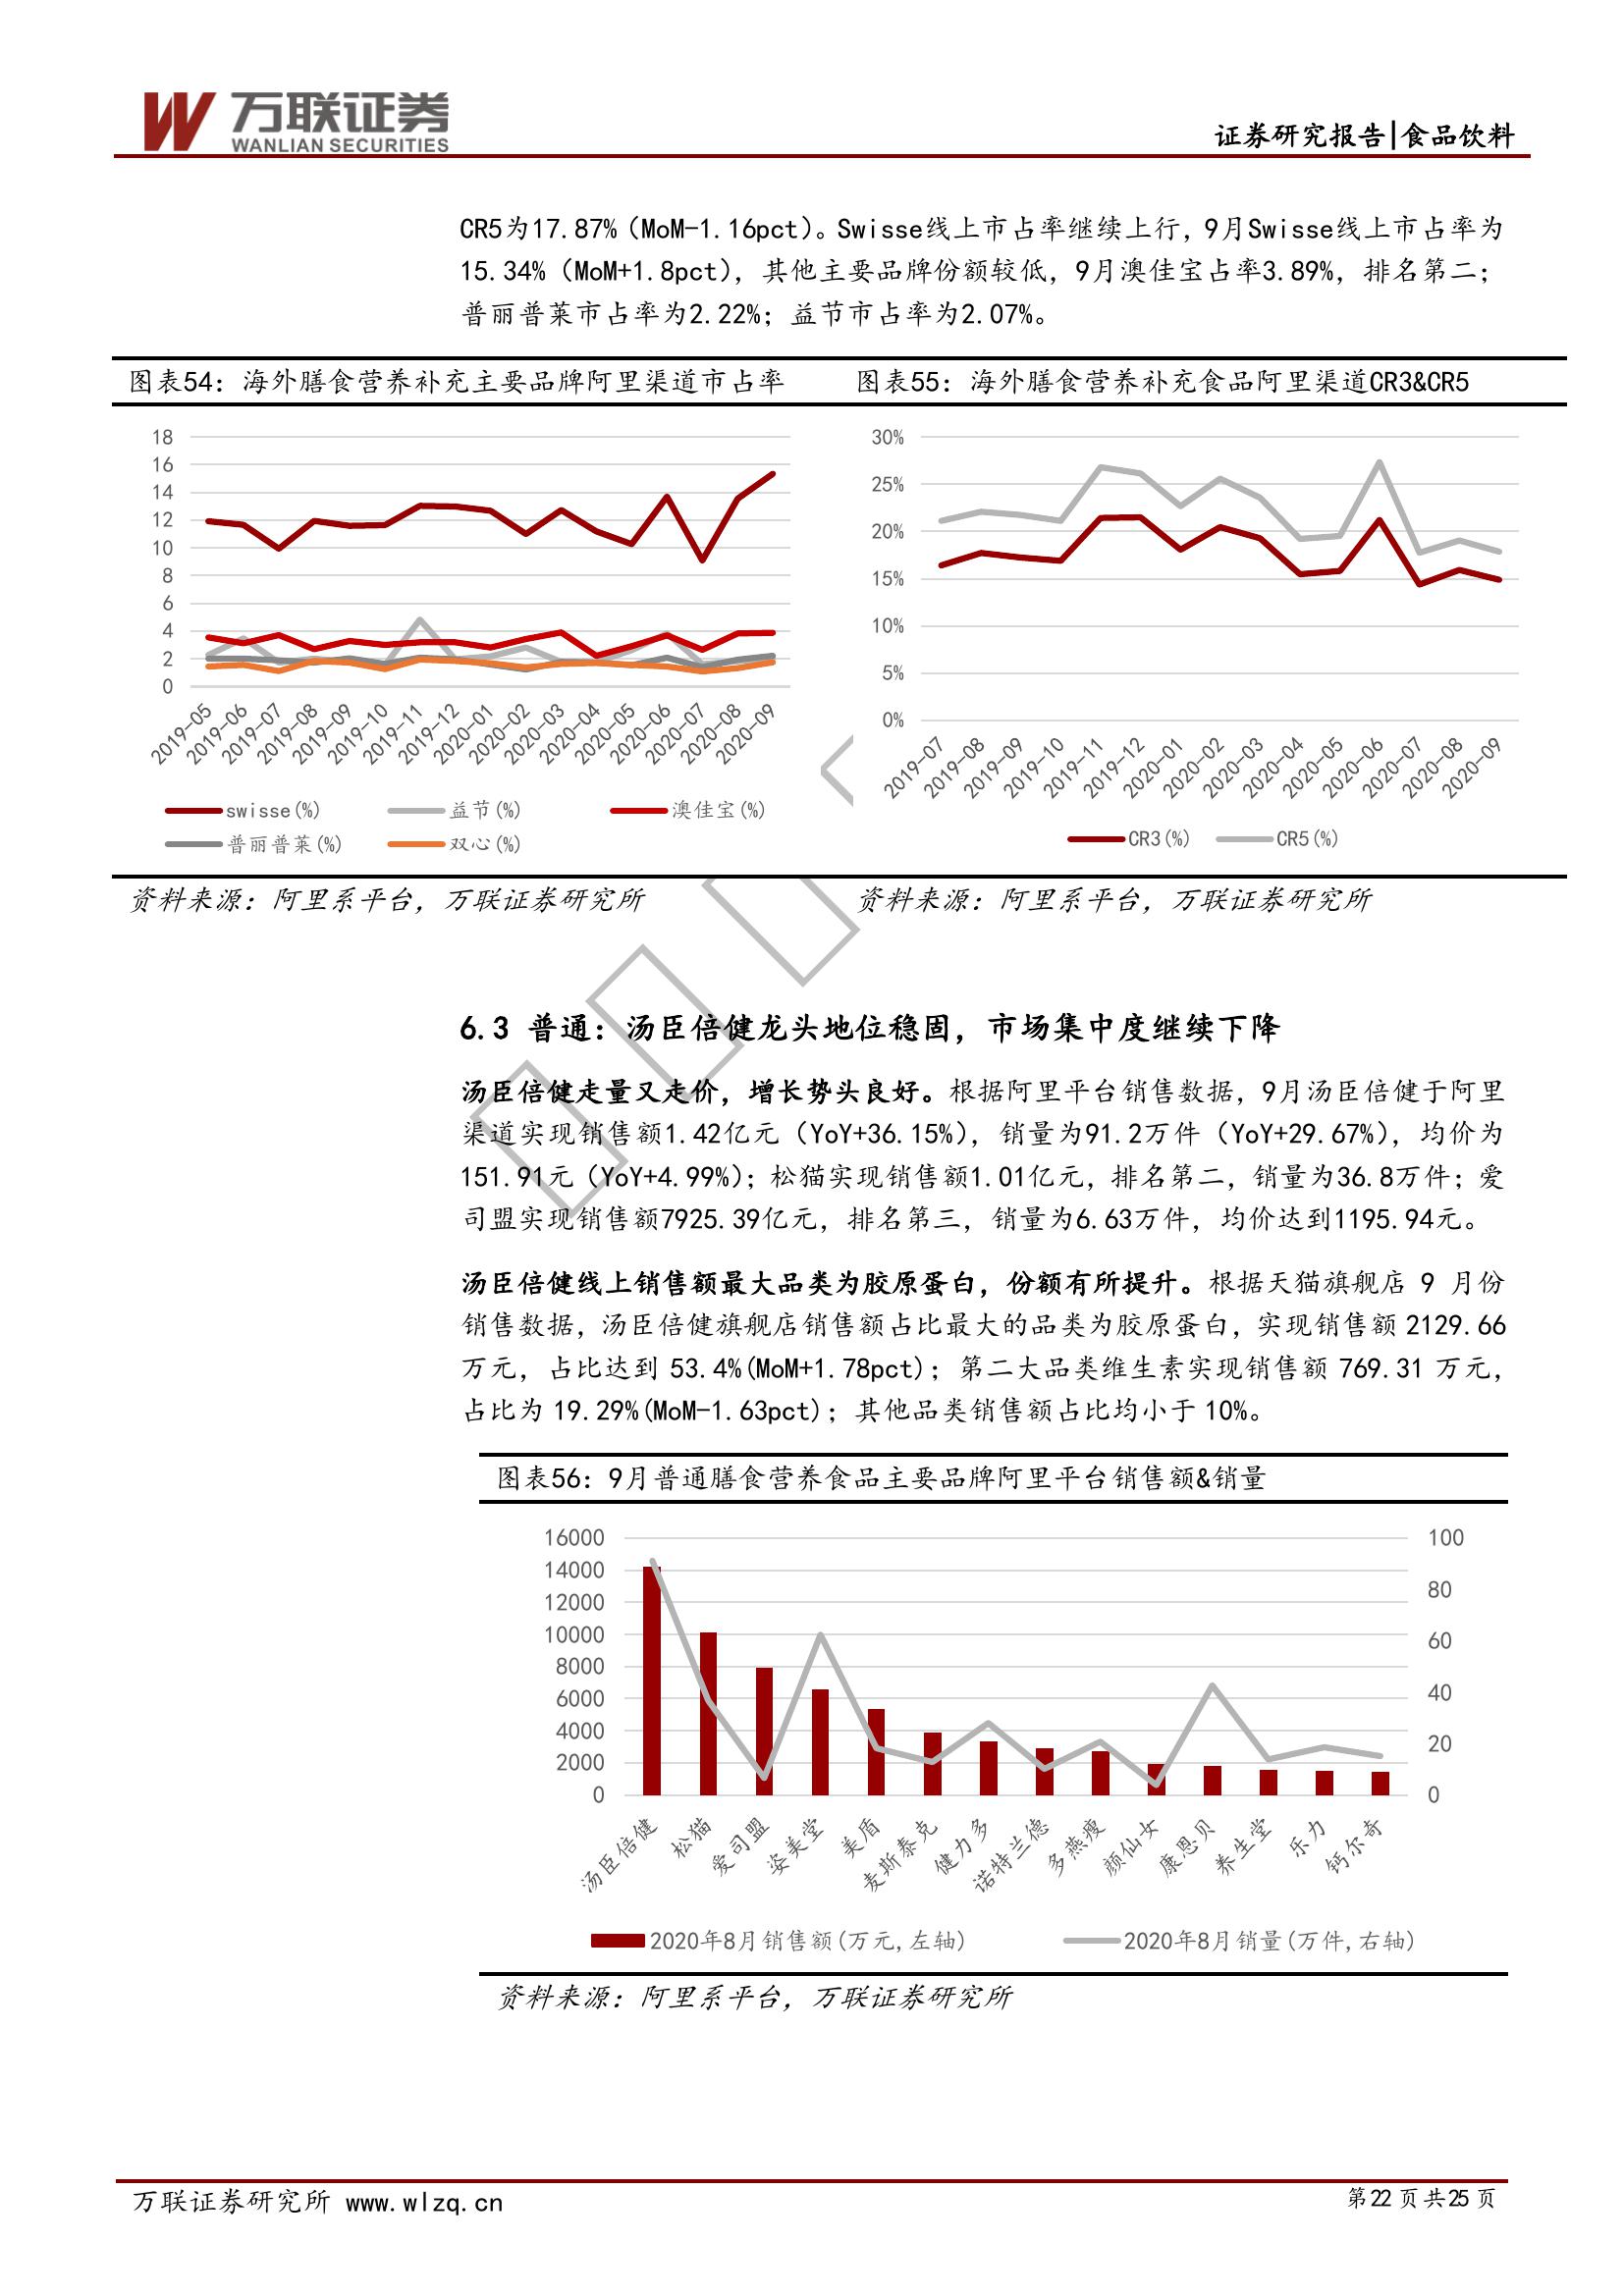 万联证券
WANLIAN SECURITIES
证券研究报告|食品饮料
CR5为17.87%(MoM-1.16pct)。Swisse线上市占率继续上行，9月Swisse线上市占率为
15.34%（MoM+1.8pct），其他主要品牌份额较低，9月澳佳宝占率3.89%，排名第二；
普丽普莱市占率为2.22%；益节市占率为2.07%。
图表54：海外膳食营养补充主要品牌阿里渠道市占率
18
16
14
12
10
8
6
4
2
0
2019-05
2019-06
2019-07
2019-08
2019-09
2019-10
2019-11
2019-12
2020-01
2020-02
2020-03
2020-04
2020-05
2020-06
2020-07
2020-08
2020-09
swisse(%)
益节(%)
澳佳宝(%)
普丽普莱(%)
双心(%)
资料来源：阿里系平台，万联证券研究所
图表55：海外膳食营养补充食品阿里渠道CR3&CR5
30%
25%
20%
15%
10%
5%
0%
2019-07
2019-08
2019-09
2019-10
2019-11
2019-12
2020-01
2020-02
2020-03
2020-04
2020-05
2020-06
2020-07
2020-08
2020-09
CR3(%)
CR5(%)
资料来源：阿里系平台，万联证券研究所
6.3 普通：汤臣倍健龙头地位稳固，市场集中度继续下降
汤臣倍健走量又走价，增长势头良好。根据阿里平台销售数据，9月汤臣倍健于阿里
渠道实现销售额1.42亿元（YoY+36.15%），销量为91.2万件（YoY+29.67%），均价为
151.91元（YoY+4.99%）；松猫实现销售额1.01亿元，排名第二，销量为36.8万件；爱
司盟实现销售额7925.39亿元，排名第三，销量为6.63万件，均价达到1195.94元。
汤臣倍健线上销售额最大品类为胶原蛋白，份额有所提升。根据天猫旗舰店 9 月份
销售数据，汤臣倍健旗舰店销售额占比最大的品类为胶原蛋白，实现销售额 2129.66
万元，占比达到 53.4%(MoM+1.78pct)；第二大品类维生素实现销售额 769.31 万元，
占比为 19.29%(MoM-1.63pct)；其他品类销售额占比均小于 10%。
图表56：9月普通膳食营养食品主要品牌阿里平台销售额&销量
16000
14000
12000
10000
8000
6000
4000
2000
0
100
80
60
40
20
0
汤臣倍健
松猫
爱司盟
姿美堂
美盾
麦斯泰克
健力多
诺特兰德
多燕瘦
颜仙女
康恩贝
养生堂
乐力
钙尔奇
2020年8月销售额(万元,左轴)
2020年8月销量(万件,右轴)
资料来源：阿里系平台，万联证券研究所
万联证券研究所 www.wlzq.cn
第22页共25页